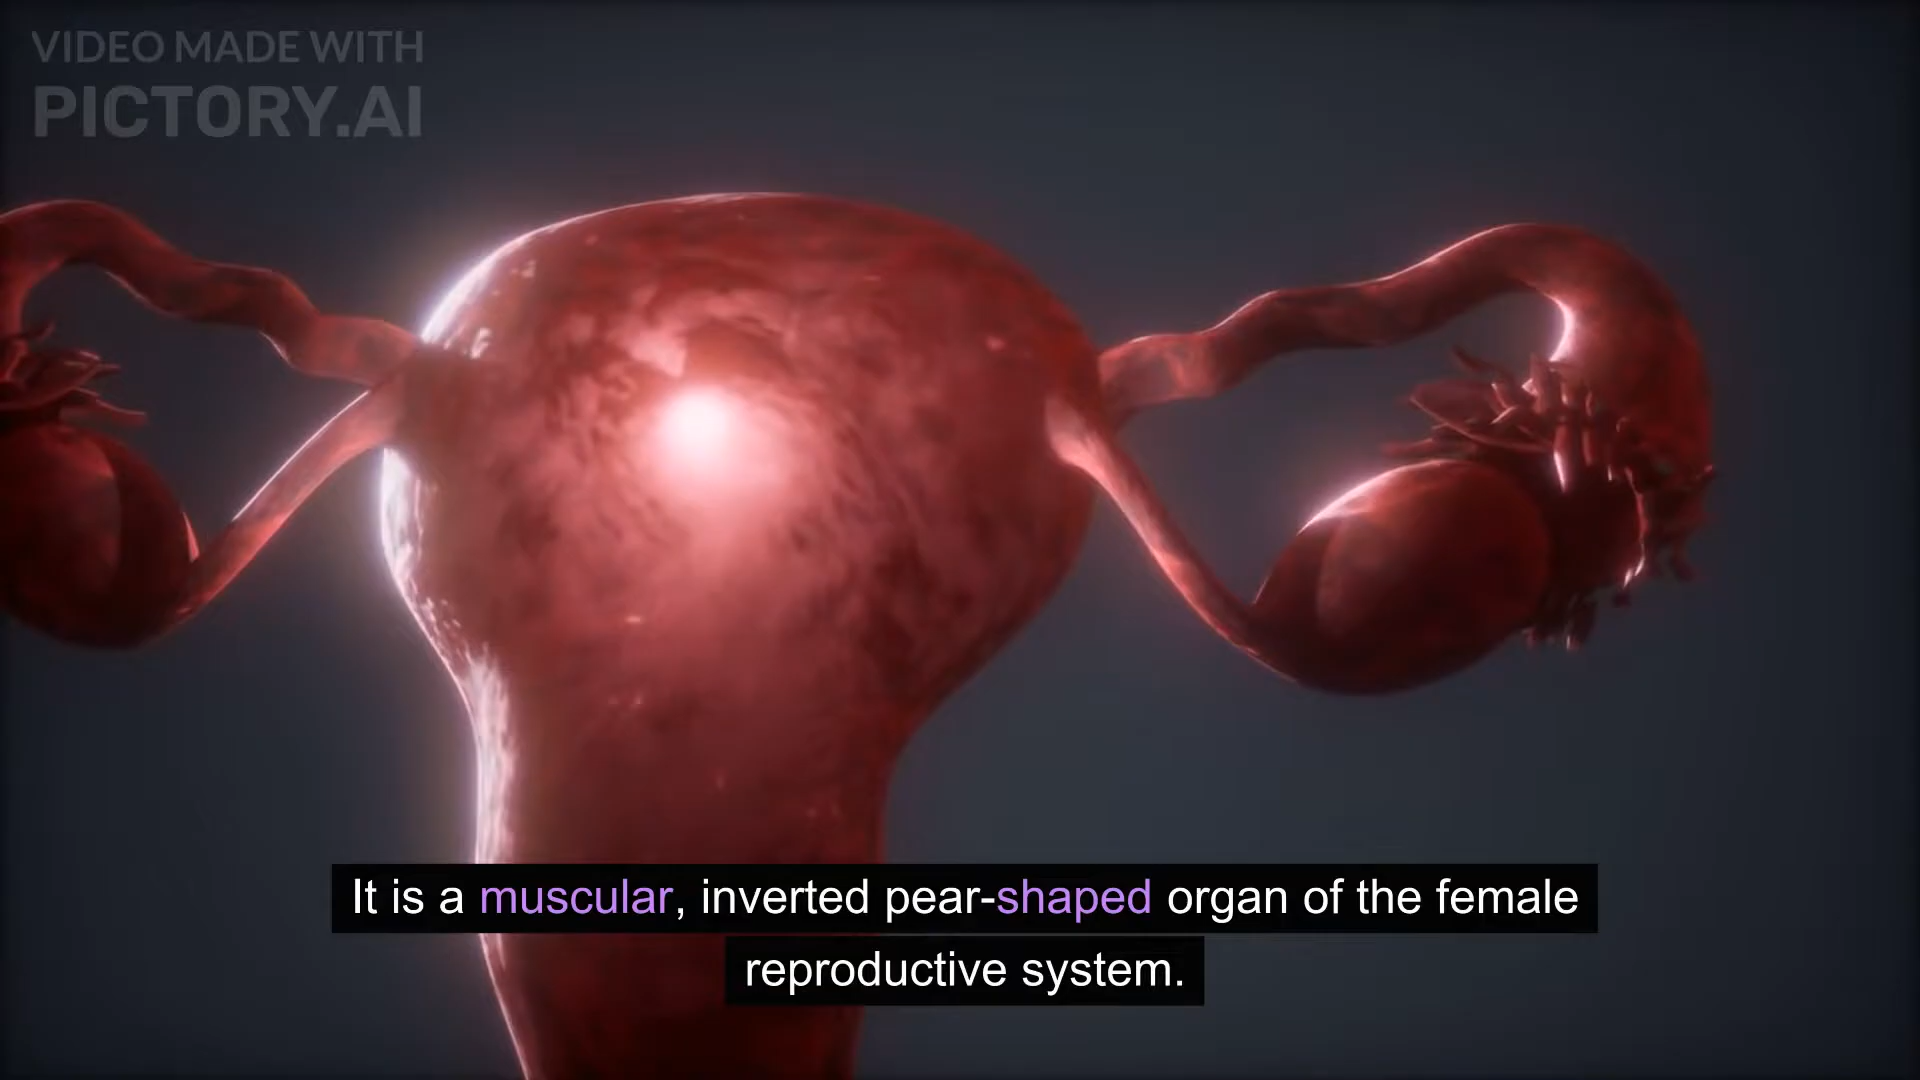 VIDEO MADE WITH
PICTORY.AI
It is a muscular, inverted pear-shaped organ of the female
reproductive system.